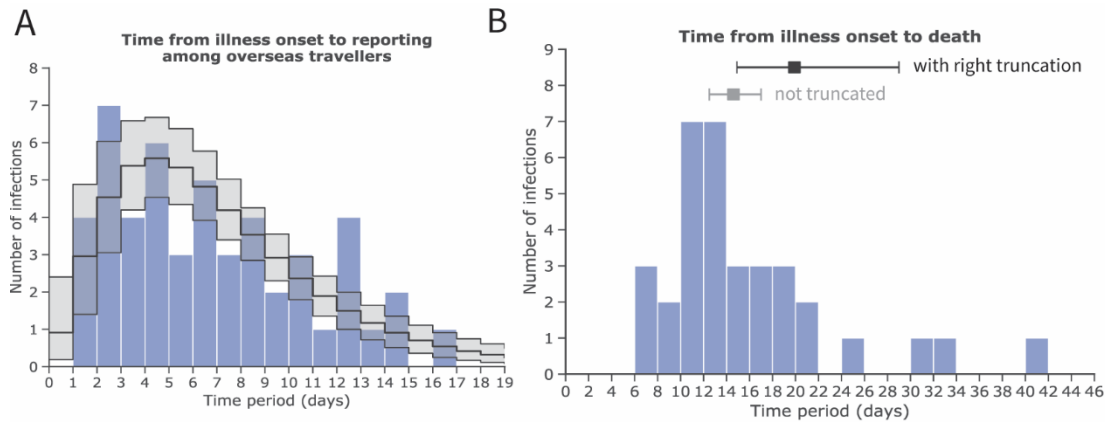 A
Time from illness onset to reporting
among overseas travellers
8
7
6
5
4
3
2
1
0
Number of infections
0 1 2 3 4 5 6 7 8 9 10 11 12 13 14 15 16 17 18 19
Time period (days)
B
Time from illness onset to death
9
8
7
6
5
4
3
2
1
0
Number of infections
with right truncation
not truncated
0 2 4 6 8 10 12 14 16 18 20 22 24 26 28 30 32 34 36 38 40 42 44 46
Time period (days)